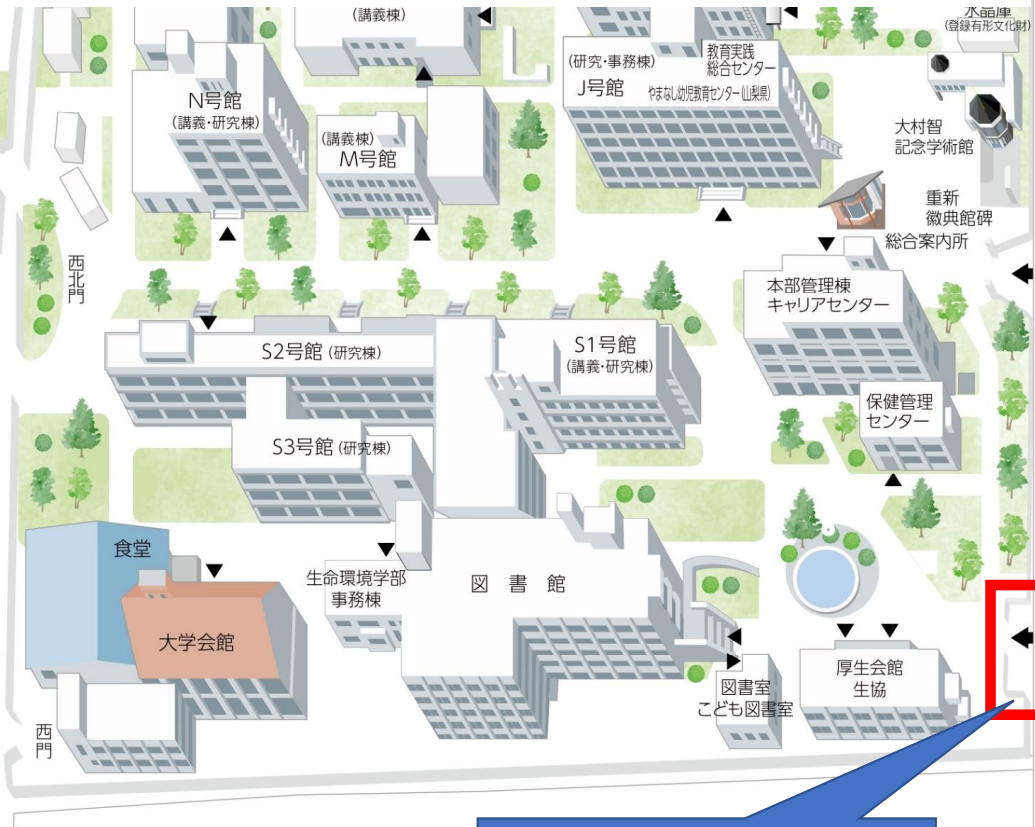 (講義棟)
水晶庫
(登録有形文化財)
N号館
(講義・研究棟)
(講義棟)
M号館
(研究・事務棟)
J号館
教育実践
総合センター
やまなし幼児教育センター(山梨県)
大村智
記念学術館
重新
徽典館碑
総合案内所
西北門
本部管理棟
キャリアセンター
S2号館(研究棟)
S1号館
(講義・研究棟)
保健管理
センター
S3号館(研究棟)
食堂
大学会館
生命環境学部
事務棟
図書館
図書室
こども図書室
厚生会館
生協
西門